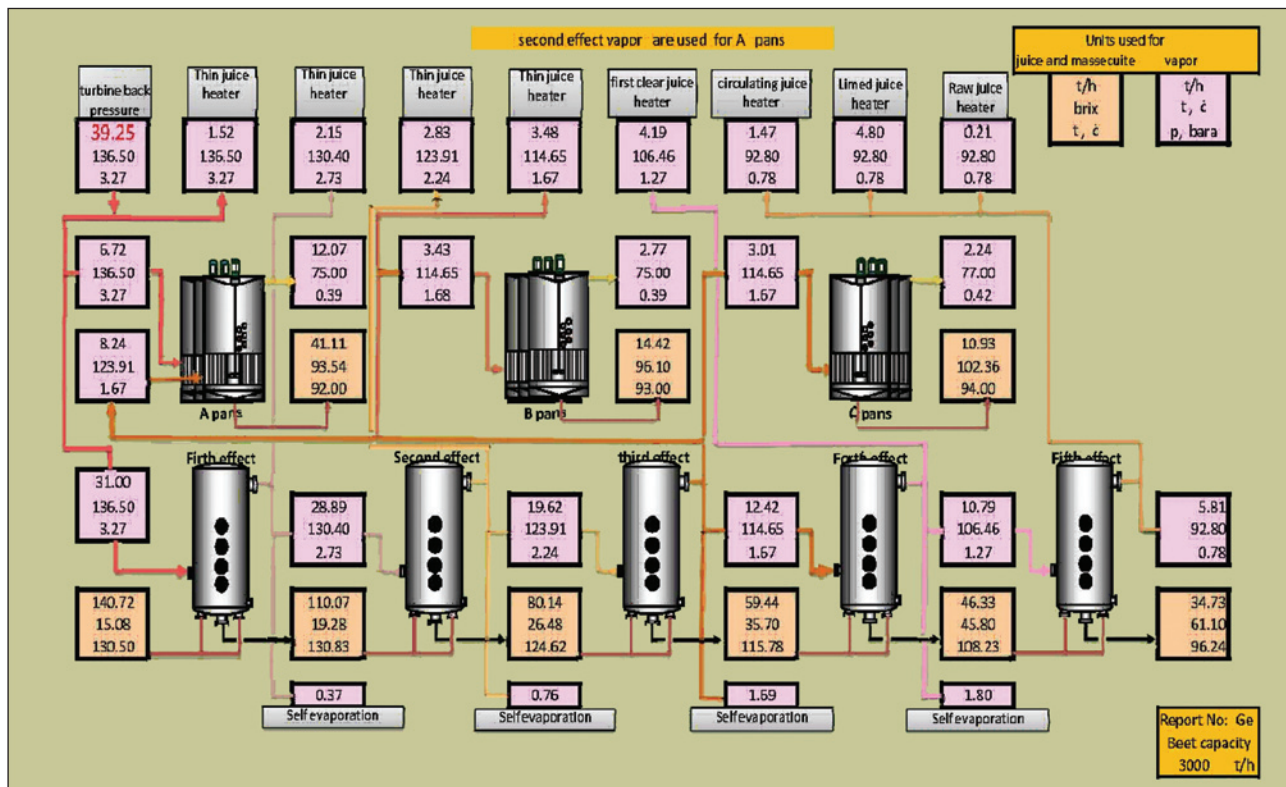 second effect vapor are used for A pans
Units used for
juice and massecuite vapor
t/h
brix
t, ċ
t/h
t, ċ
p, bara
turbine back
pressure
Thin juice
heater
Thin juice
heater
Thin juice
heater
Thin juice
heater
first clear juice
heater
circulating juice
heater
Limed juice
heater
Raw juice
heater
39.25
136.50
3.27
1.52
136.50
3.27
2.15
130.40
2.73
2.83
123.91
2.24
3.48
114.65
1.67
4.19
106.46
1.27
1.47
92.80
0.78
4.80
92.80
0.78
0.21
92.80
0.78
6.72
136.50
3.27
12.07
75.00
0.39
3.43
114.65
1.68
2.77
75.00
0.39
3.01
114.65
1.67
2.24
77.00
0.42
8.24
123.91
1.67
41.11
93.54
92.00
14.42
96.10
93.00
10.93
102.36
94.00
A pans
B pans
C pans
Firth effect
Second effect
third effect
Forth effect
Fifth effect
31.00
136.50
3.27
28.89
130.40
2.73
19.62
123.91
2.24
12.42
114.65
1.67
10.79
106.46
1.27
5.81
92.80
0.78
140.72
15.08
130.50
110.07
19.28
130.83
80.14
26.48
124.62
59.44
35.70
115.78
46.33
45.80
108.23
34.73
61.10
96.24
0.37
0.76
1.69
1.80
Self evaporation
Self evaporation
Self evaporation
Self evaporation
Report No: Ge
Beet capacity
3000 t/h